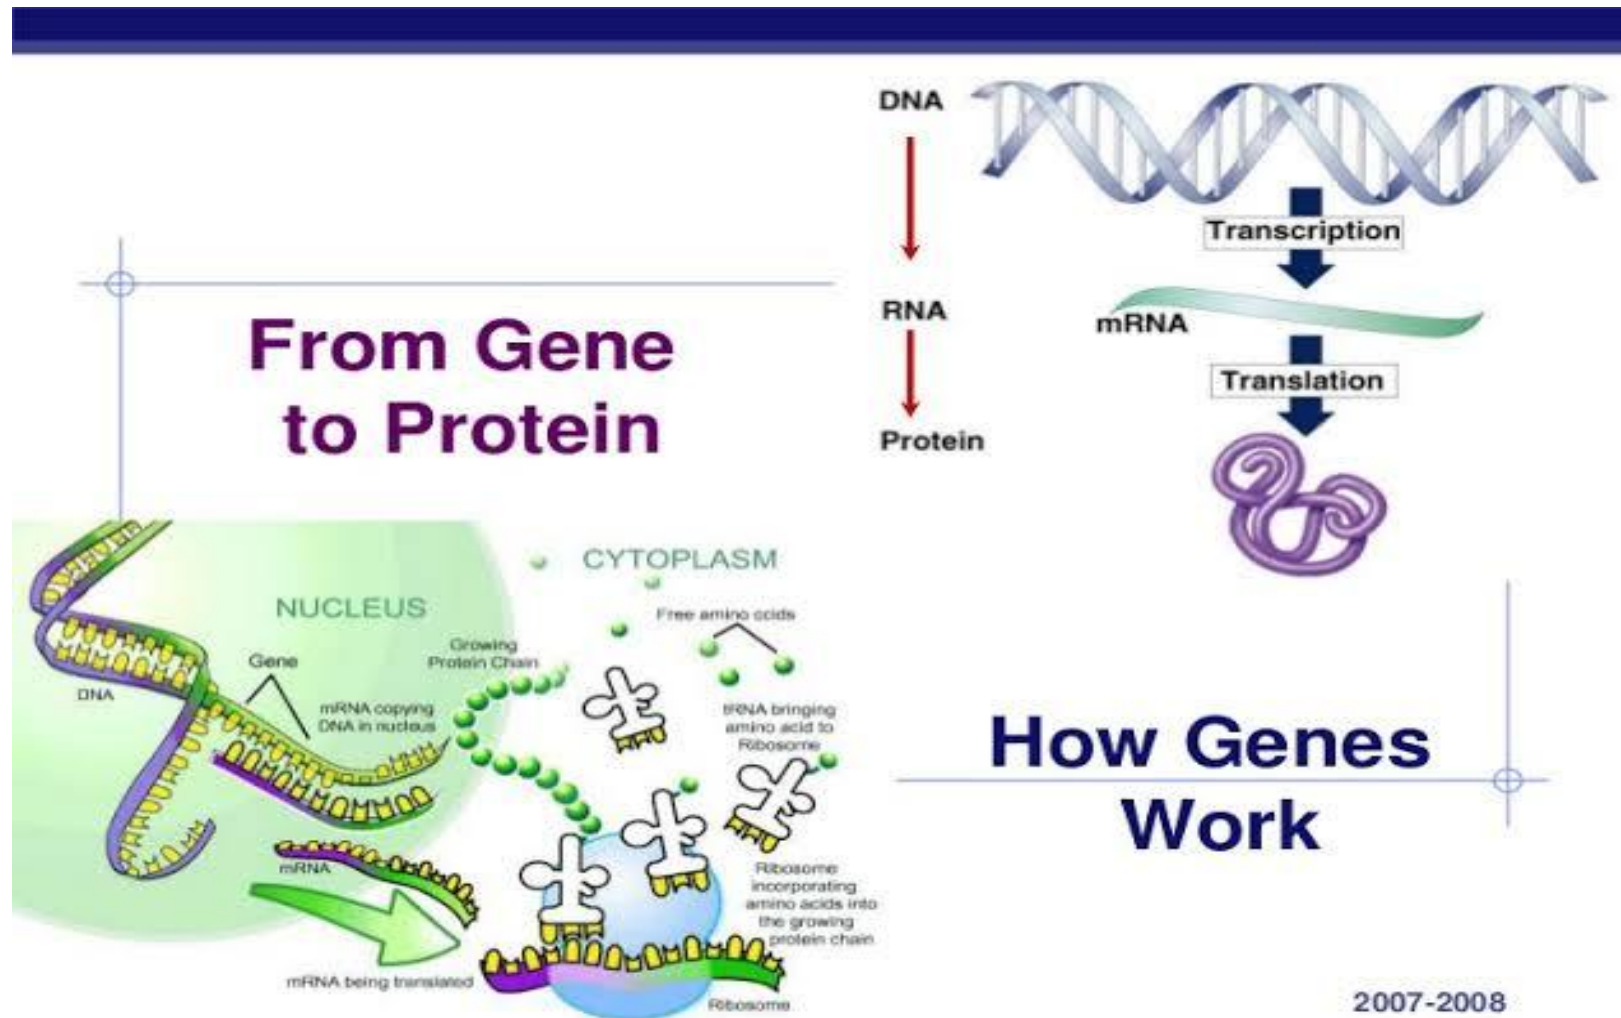 From Gene
to Protein
DNA
RNA
Protein
Transcription
mRNA
Translation
CYTOPLASM
NUCLEUS
Free amino acids
Growing
Protein Chain
Gene
DNA
mRNA copying
DNA in nucleus
tRNA bringing
amino acid to
Ribosome
mRNA
Ribosome
incorporating
amino acids into
the growing
protein chain
mRNA being translated
Ribosome
How Genes
Work
2007-2008